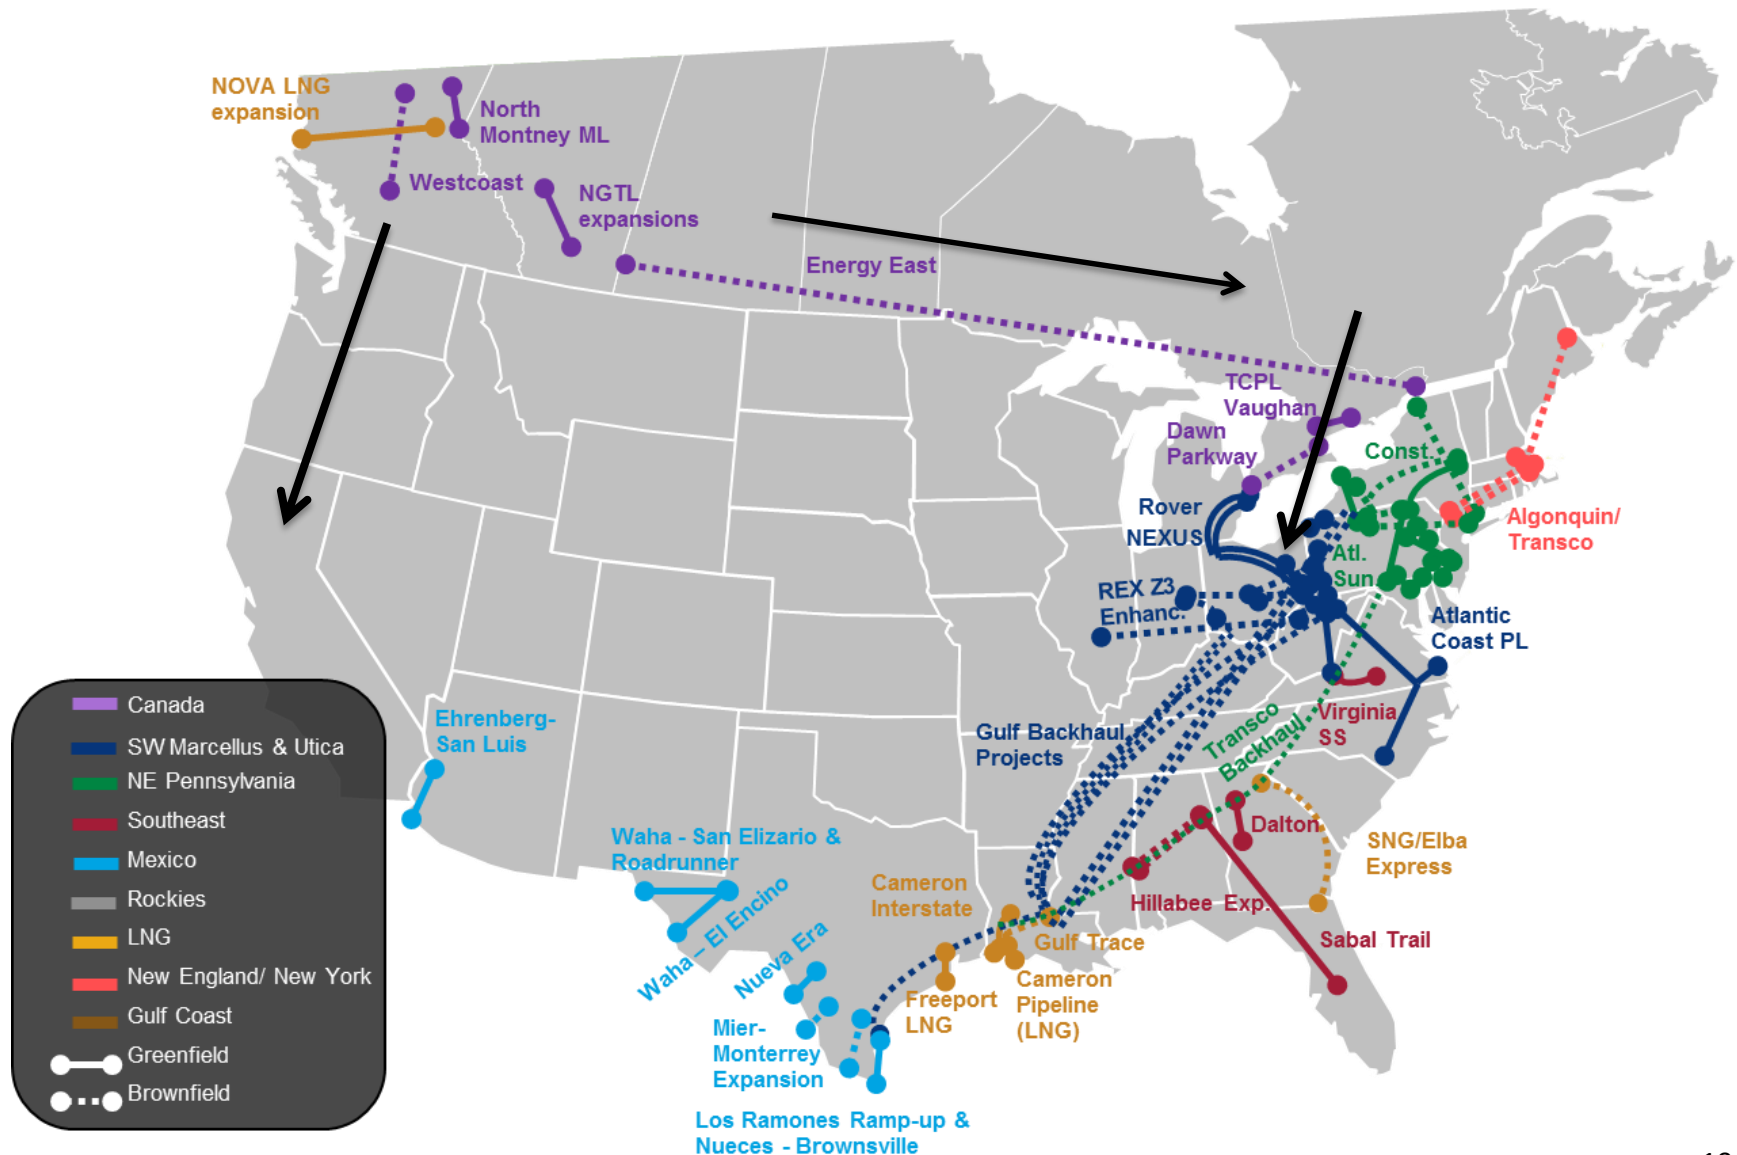 NOVA LNG
expansion
North
Montney ML
Westcoast
NGTL
expansions
Energy East
TCPL
Vaughan
Dawn
Parkway
Const.
Rover
NEXUS
Algonquin/
Transco
Atl.
Sun
REX Z3
Enhanc.
Atlantic
Coast PL
Virginia
SS
Transco
Backhaul
Gulf Backhaul
Projects
Ehrenberg-
San Luis
Canada
SW Marcellus & Utica
NE Pennsylvania
Southeast
Mexico
Rockies
LNG
New England/ New York
Gulf Coast
Greenfield
Brownfield
Waha - San Elizario &
Roadrunner
Waha – El Encino
Nueva Era
Mier-
Monterrey
Expansion
Los Ramones Ramp-up &
Nueces - Brownsville
Cameron
Interstate
Freeport
LNG
Gulf Trace
Cameron
Pipeline
(LNG)
Dalton
Hillabee Exp.
SNG/Elba
Express
Sabal Trail